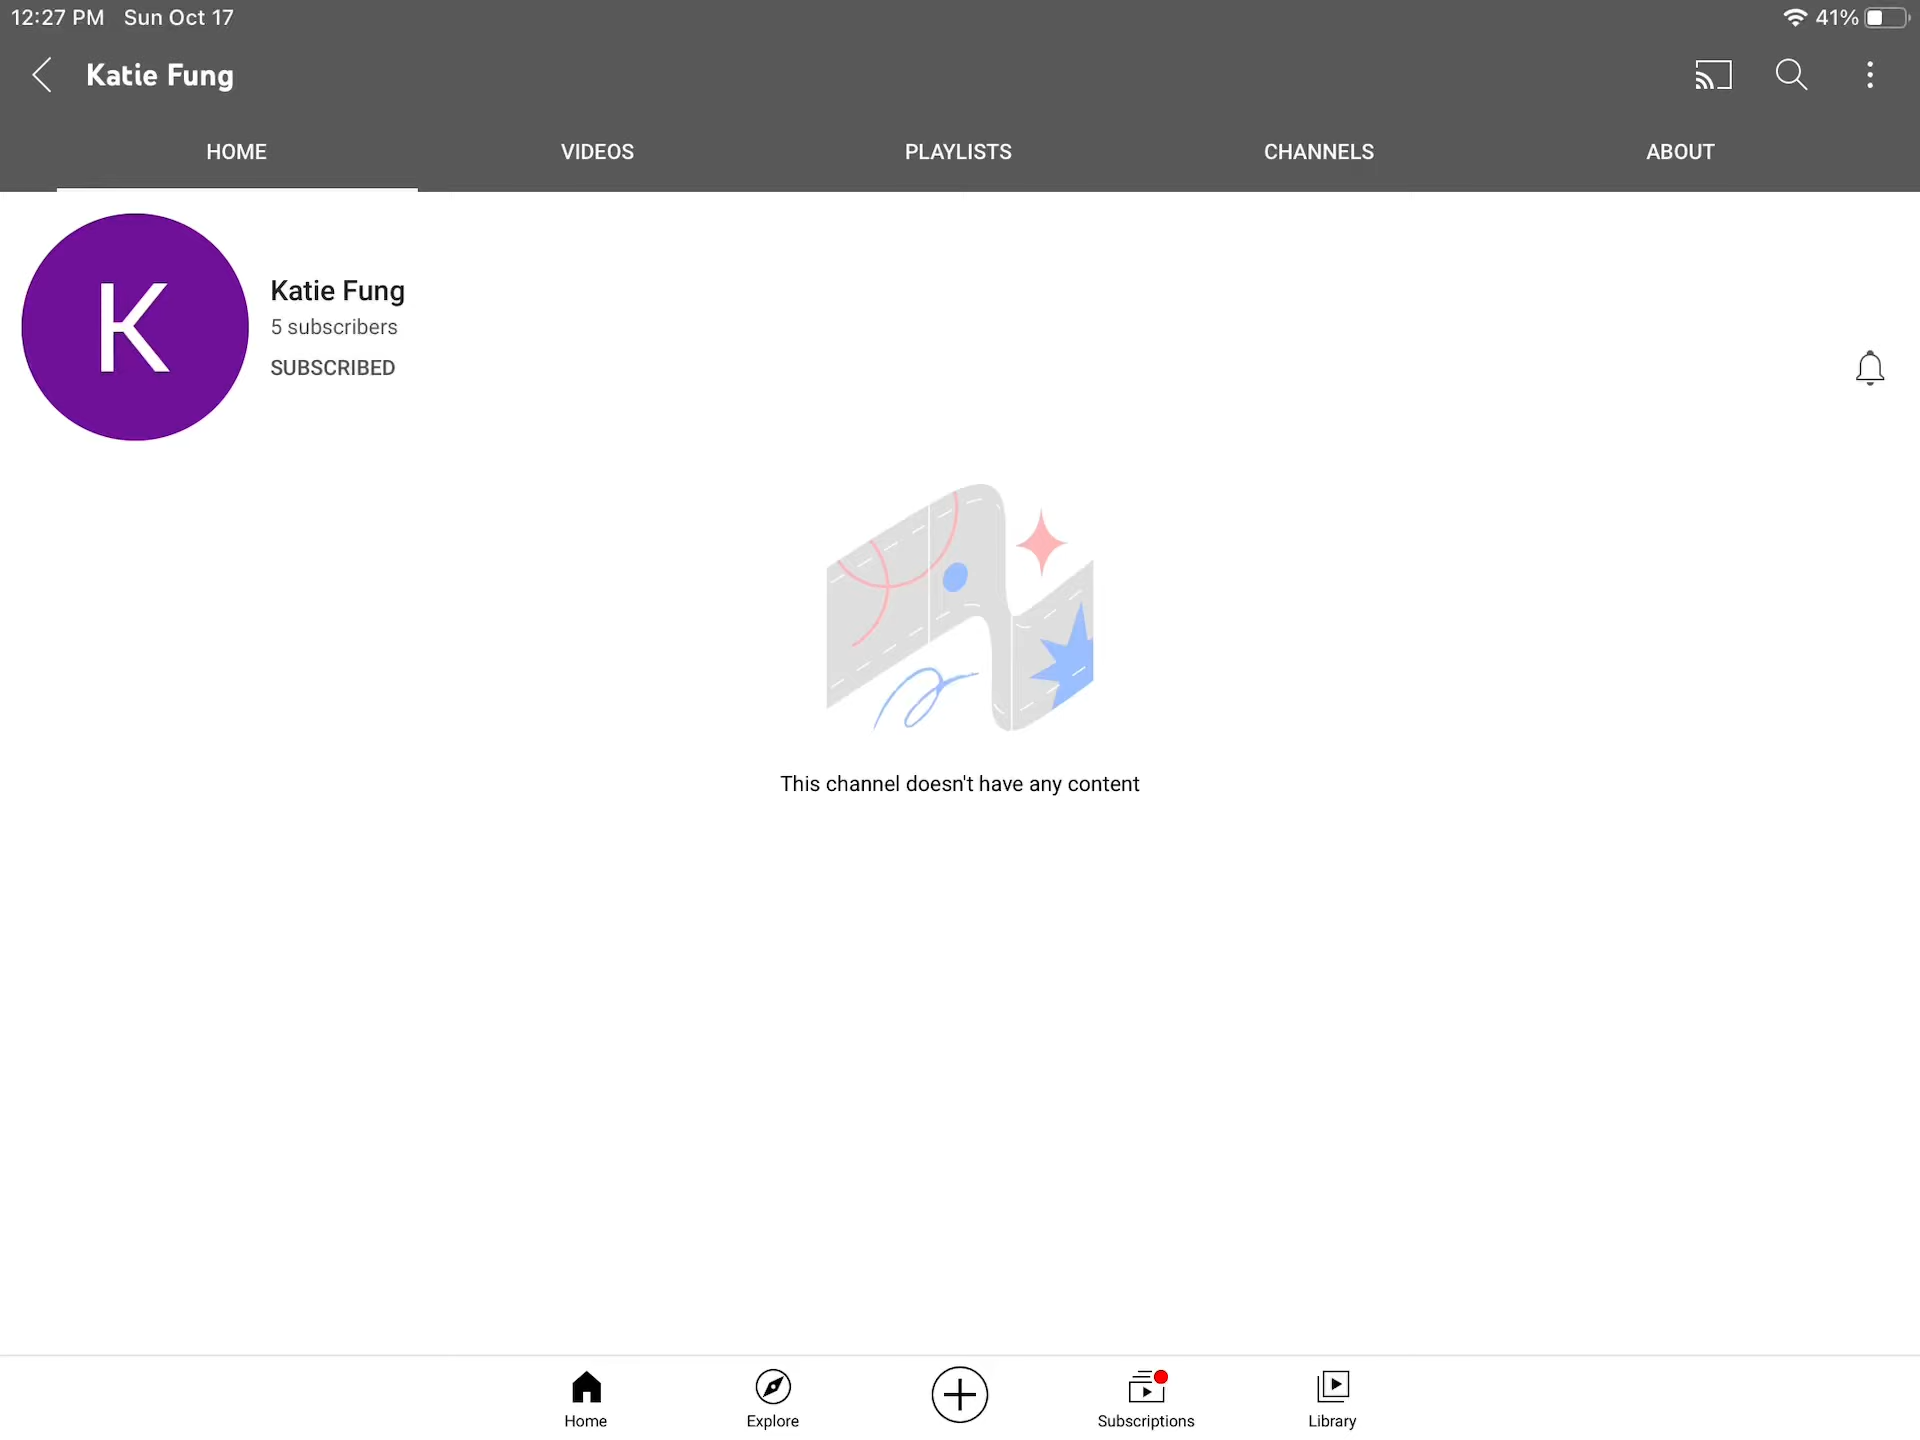 12:27 PM Sun Oct 17 41%
Katie Fung
HOME VIDEOS PLAYLISTS CHANNELS ABOUT
K
Katie Fung
5 subscribers
SUBSCRIBED
This channel doesn't have any content
Home Explore Subscriptions Library